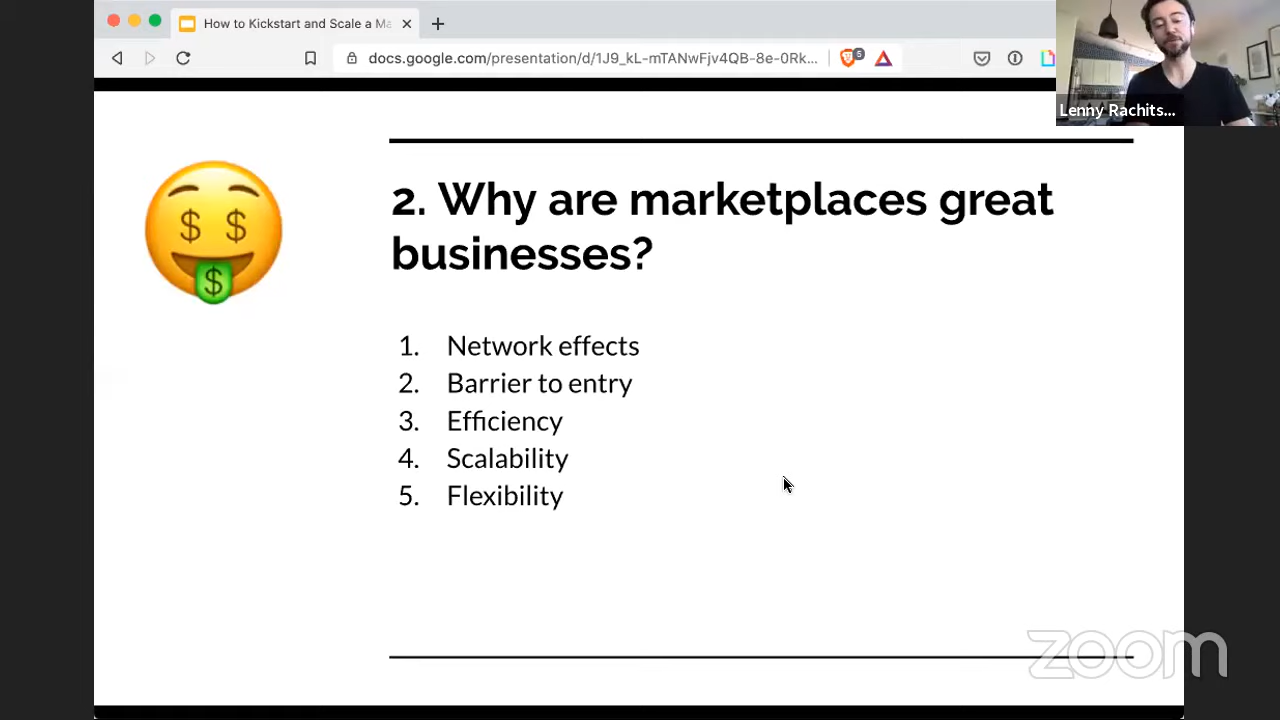 How to Kickstart and Scale a Ma
docs.google.com/presentation/d/1J9_kL-mTANwFjv4QB-8e-0Rk...
5
Lenny Rachits...
$ $
$
2. Why are marketplaces great
businesses?
1. Network effects
2. Barrier to entry
3. Efficiency
4. Scalability
5. Flexibility
zoom